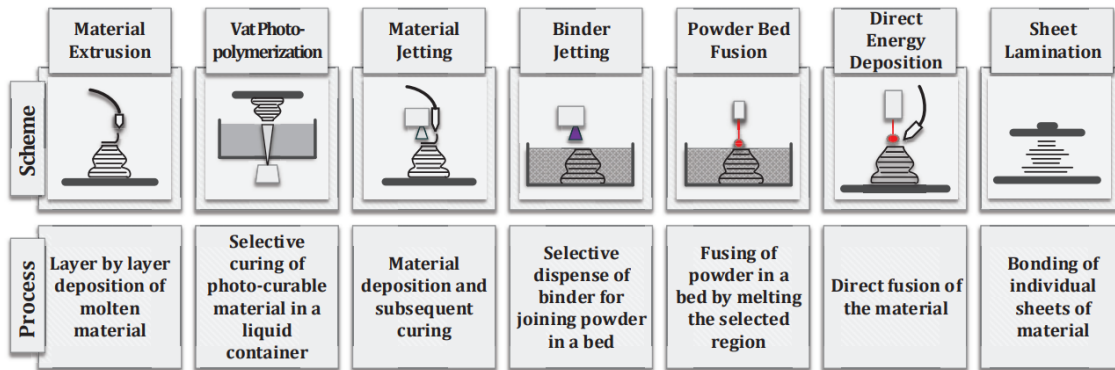 Material
Extrusion
Vat Photo-
polymerization
Material
Jetting
Binder
Jetting
Powder Bed
Fusion
Direct
Energy
Deposition
Sheet
Lamination
Scheme
Process
Layer by layer
deposition of
molten
material
Selective
curing of
photo-curable
material in a
liquid
container
Material
deposition and
subsequent
curing
Selective
dispense of
binder for
joining powder
in a bed
Fusing of
powder in a
bed by melting
the selected
region
Direct fusion of
the material
Bonding of
individual
sheets of
material